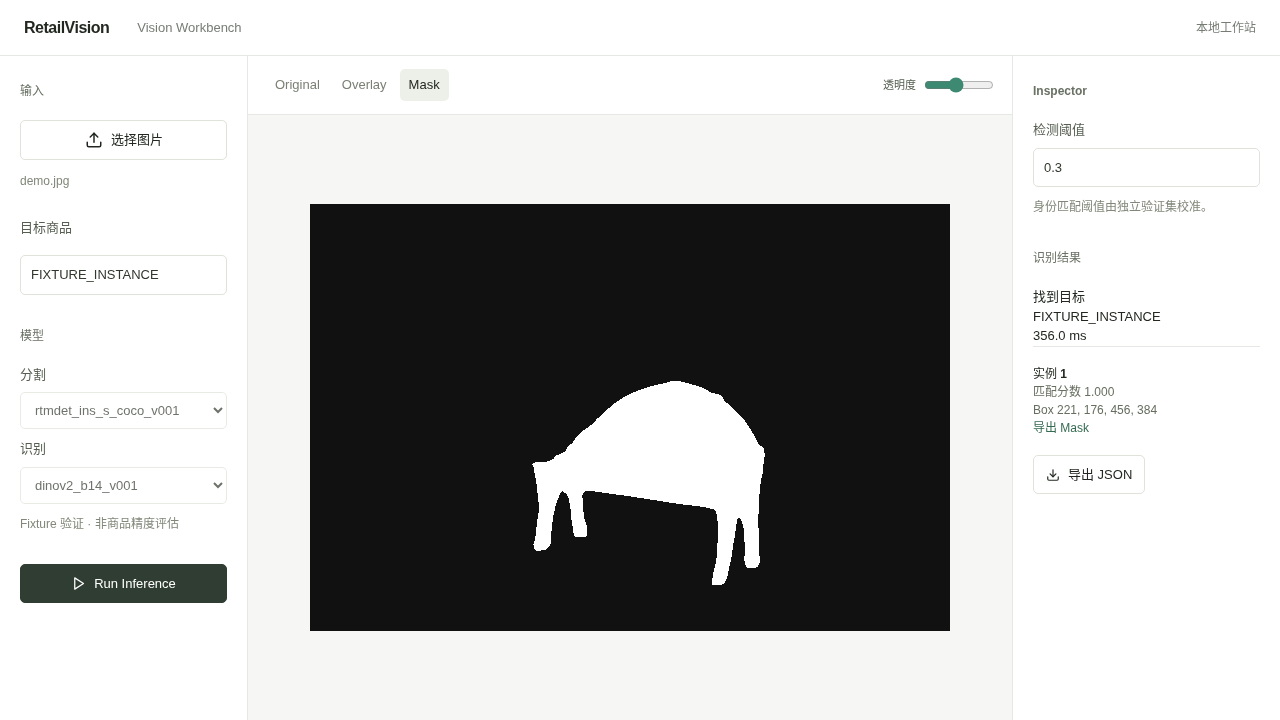 RetailVision
Vision Workbench
本地工作站
输入
选择图片
demo.jpg
目标商品
FIXTURE_INSTANCE
模型
分割
rtmdet_ins_s_coco_v001
识别
dinov2_b14_v001
Fixture 验证 · 非商品精度评估
Run Inference
Original
Overlay
Mask
透明度
Inspector
检测阈值
0.3
身份匹配阈值由独立验证集校准。
识别结果
找到目标
FIXTURE_INSTANCE
356.0 ms
实例 1
匹配分数 1.000
Box 221, 176, 456, 384
导出 Mask
导出 JSON